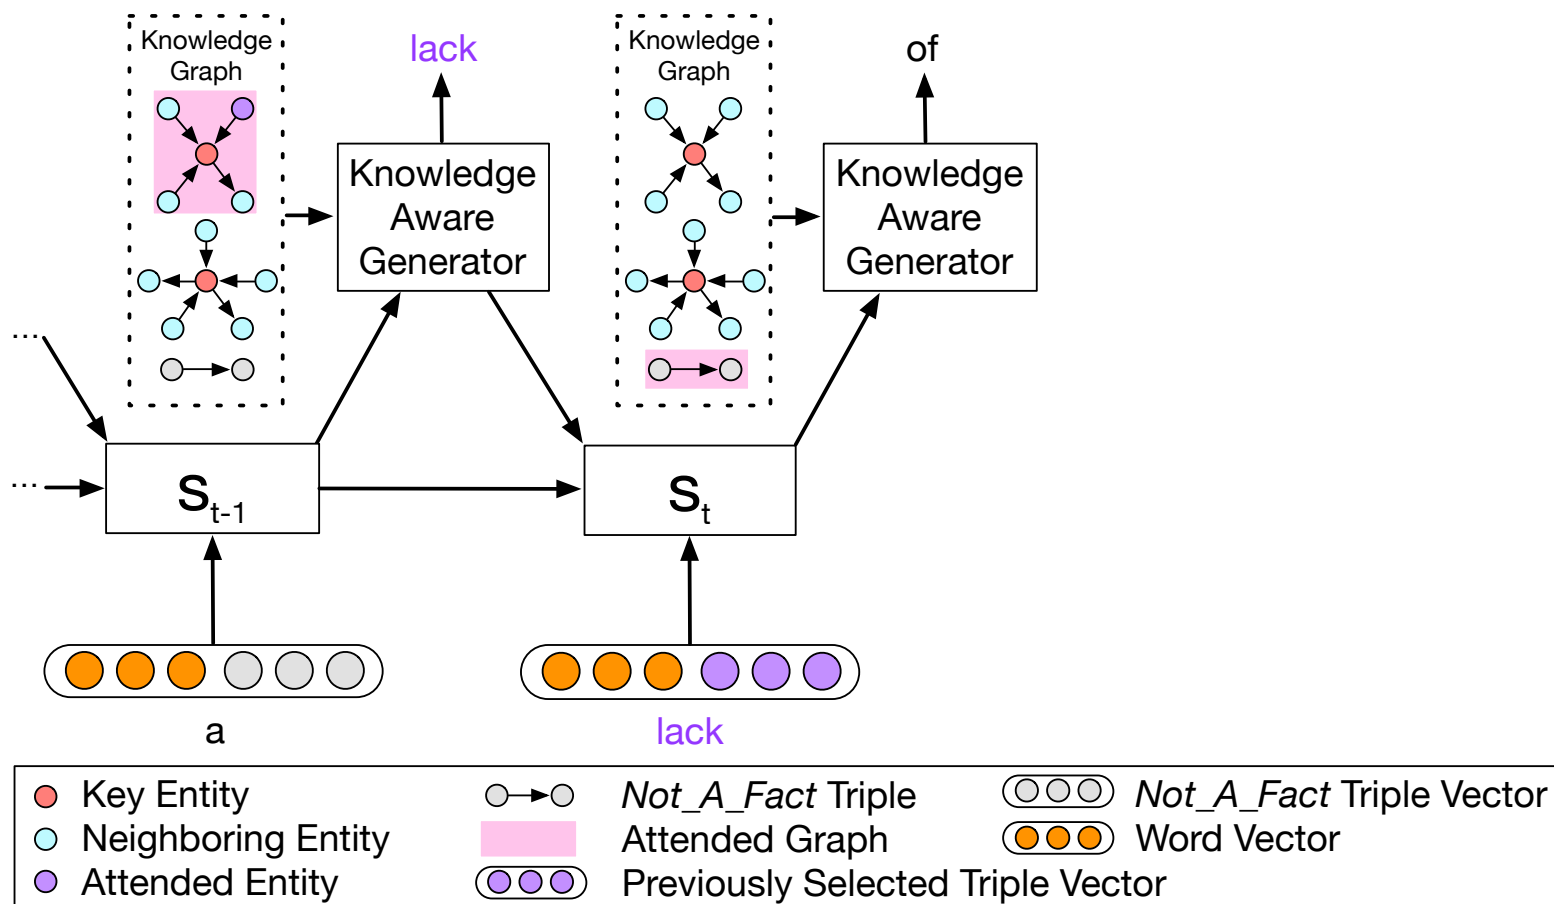 Knowledge
Graph
lack
Knowledge
Graph
of
Knowledge
Aware
Generator
Knowledge
Aware
Generator
...
...
St-1
St
a
lack
Key Entity
Not_A_Fact Triple
Not_A_Fact Triple Vector
Neighboring Entity
Attended Graph
Word Vector
Attended Entity
Previously Selected Triple Vector